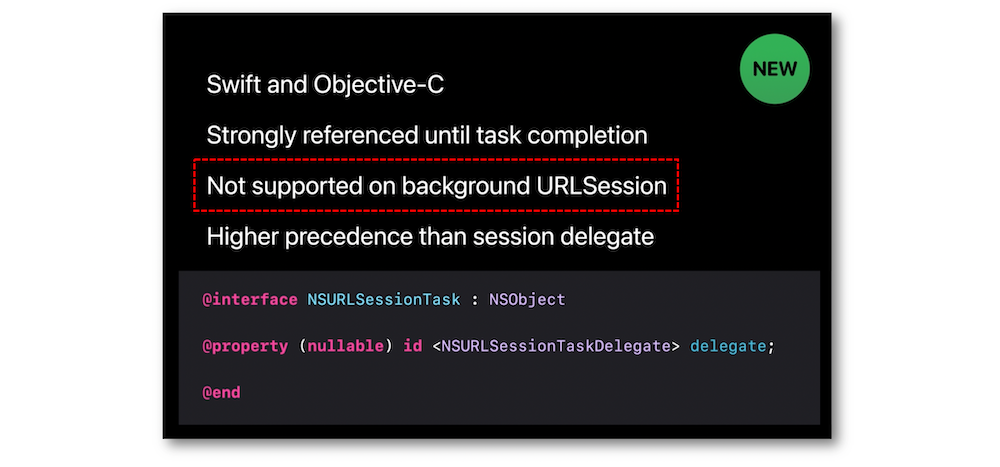 NEW
Swift and Objective-C
Strongly referenced until task completion
Not supported on background URLSession
Higher precedence than session delegate
@interface NSURLSessionTask : NSObject
@property (nullable) id <NSURLSessionTaskDelegate> delegate;
@end